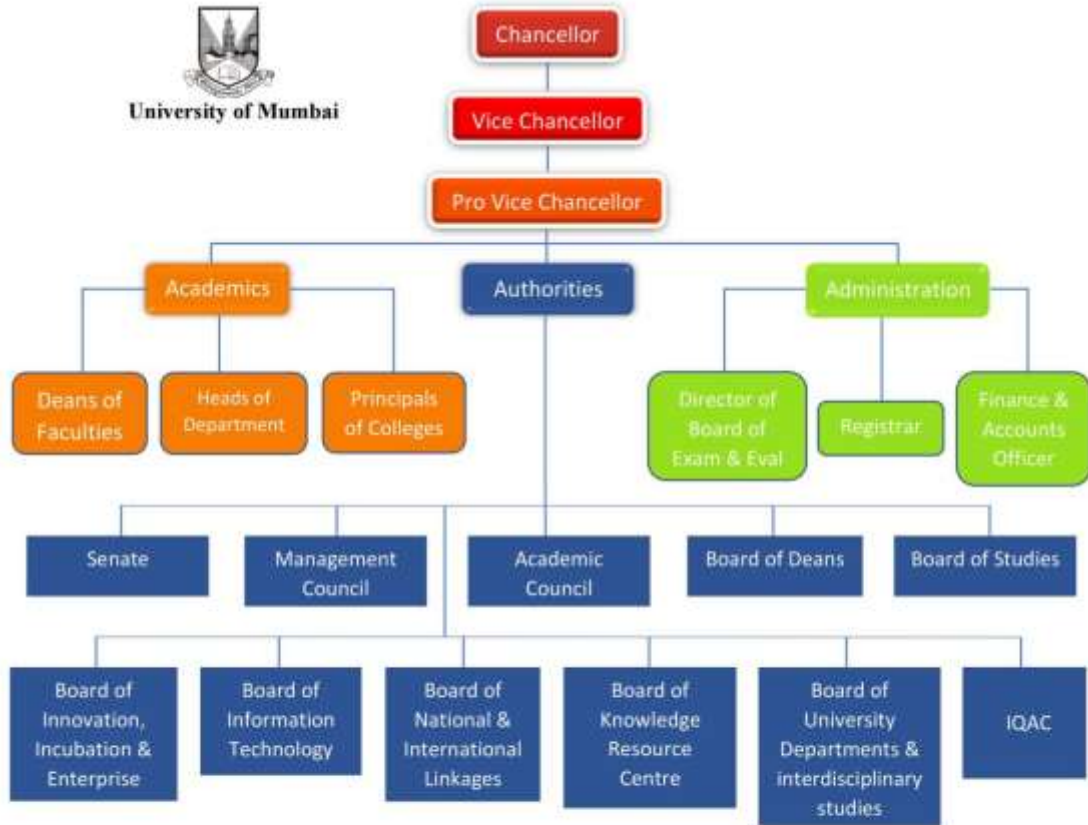 Chancellor
University of Mumbai
Vice Chancellor
Pro Vice Chancellor
Academics
Authorities
Administration
Deans of
Faculties
Heads of
Department
Principals
of Colleges
Director of
Board of
Exam & Eval
Registrar
Finance &
Accounts
Officer
Senate
Management
Council
Academic
Council
Board of Deans
Board of Studies
Board of
Innovation,
Incubation &
Enterprise
Board of
Information
Technology
Board of
National &
International
Linkages
Board of
Knowledge
Resource
Centre
Board of
University
Departments &
interdisciplinary
studies
IQAC